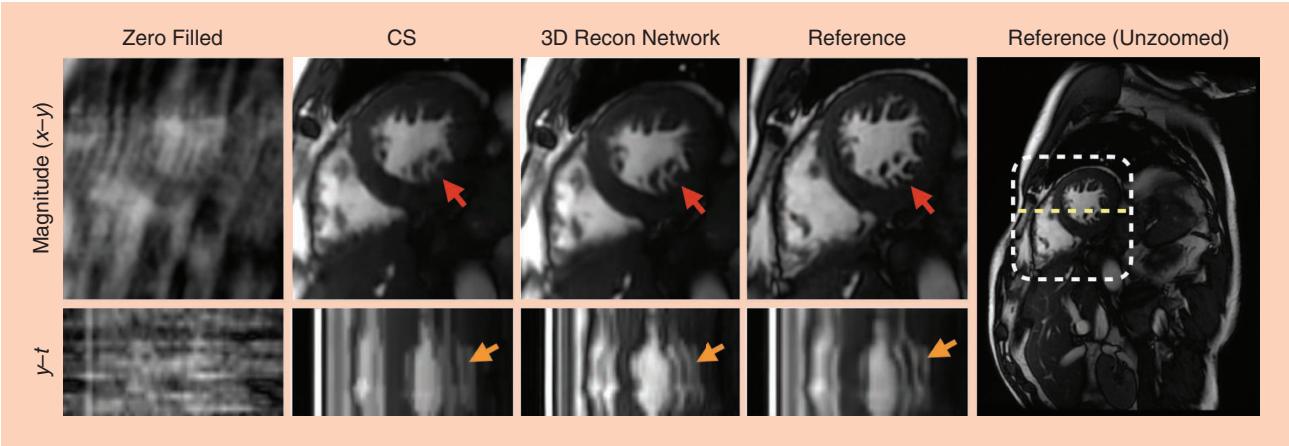 Zero Filled
CS
3D Recon Network
Reference
Reference (Unzoomed)
Magnitude (x–y)
y–t